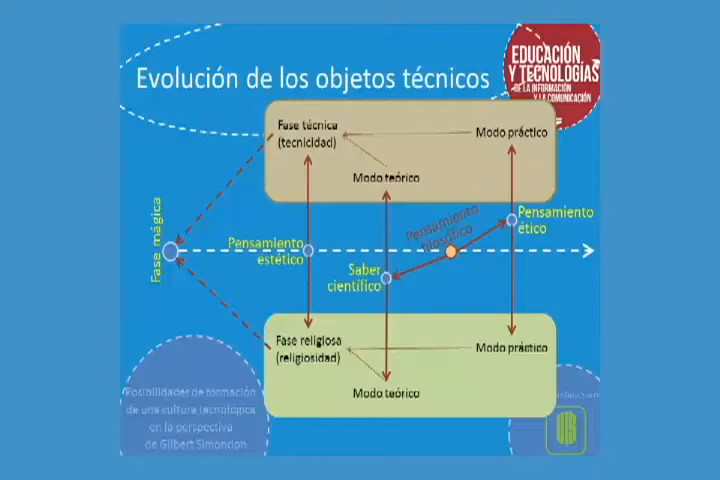 Evolución de los objetos técnicos
EDUCACIÓN
Y TECNOLOGÍAS
DE LA INFORMACIÓN
Y LA COMUNICACIÓN
Fase técnica
(tecnicidad)
Modo práctico
Modo teórico
Fase mágica
Pensamiento
estético
Saber
científico
Pensamiento
filosófico
Pensamiento
ético
Fase religiosa
(religiosidad)
Modo práctico
Modo teórico
Posibilidades de formación
de una cultura tecnológica
en la perspectiva
de Gilbert Simondon